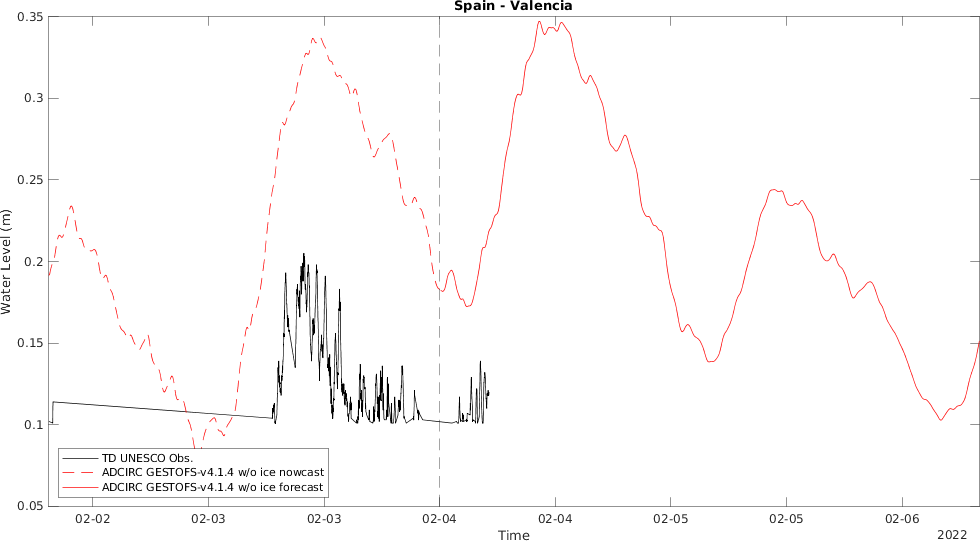 Spain - Valencia
0.35
0.3
0.25
0.2
0.15
0.1
0.05
Water Level (m)
TD UNESCO Obs.
ADCIRC GESTOFS-v4.1.4 w/o ice nowcast
ADCIRC GESTOFS-v4.1.4 w/o ice forecast
02-02 02-03 02-03 02-04 02-04 02-05 02-05 02-06
Time
2022